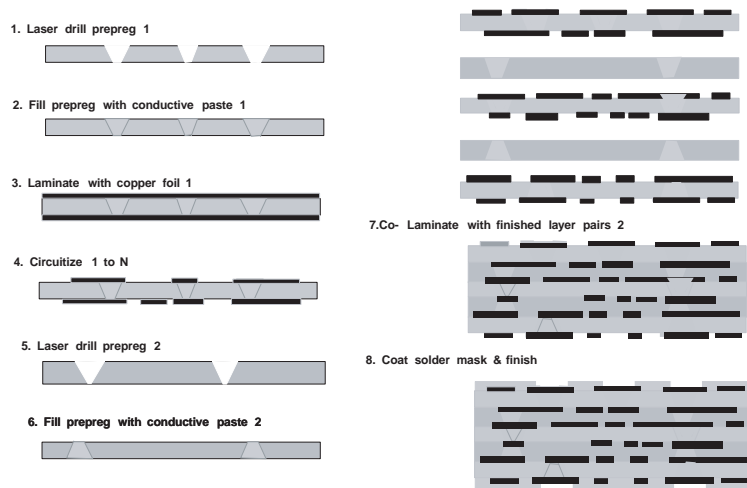 1. Laser drill prepreg 1
2. Fill prepreg with conductive paste 1
3. Laminate with copper foil 1
4. Circuitize 1 to N
5. Laser drill prepreg 2
6. Fill prepreg with conductive paste 2
7.Co- Laminate with finished layer pairs 2
8. Coat solder mask & finish